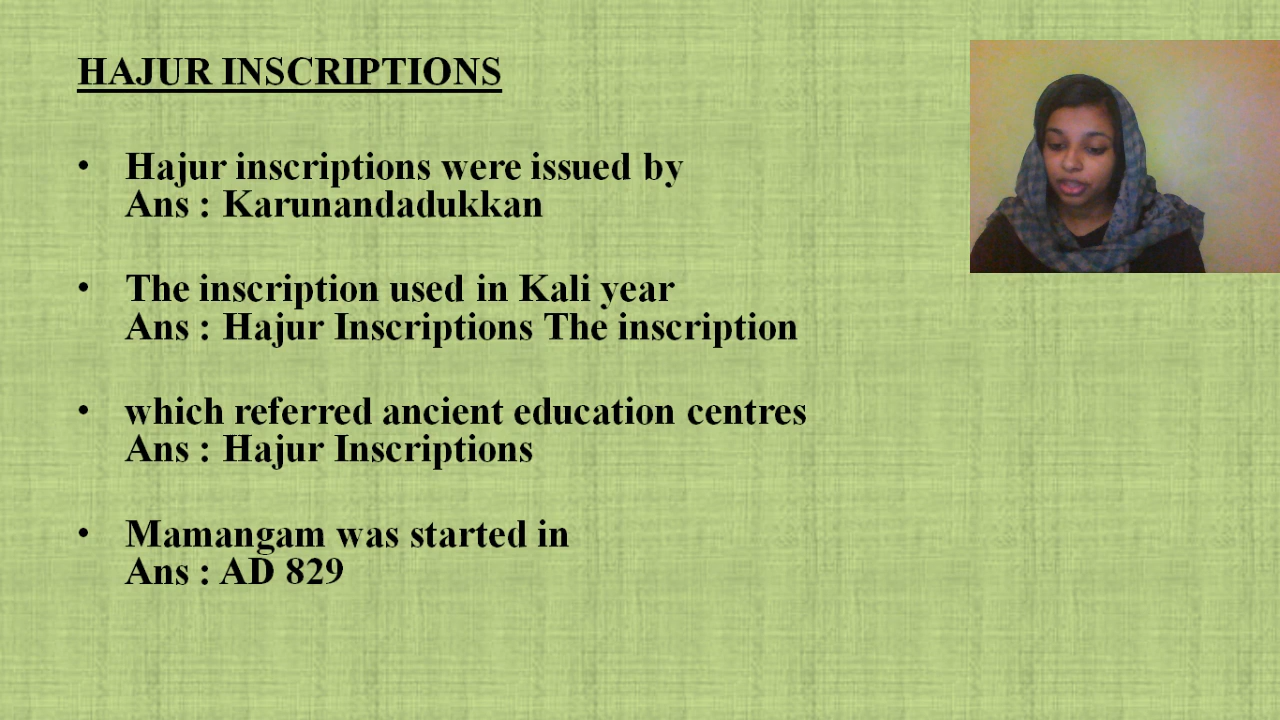 HAJUR INSCRIPTIONS
• Hajur inscriptions were issued by
Ans : Karunandadukkan
• The inscription used in Kali year
Ans : Hajur Inscriptions The inscription
• which referred ancient education centres
Ans : Hajur Inscriptions
• Mamangam was started in
Ans : AD 829